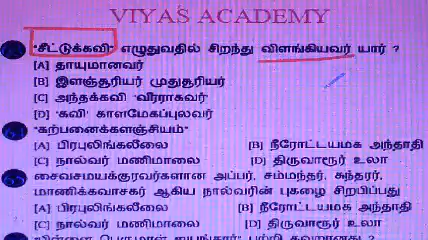 VIYAS ACADEMY
"சீட்டுக்கவி" எழுதுவதில் சிறந்து விளங்கியவர் யார் ?
[A] தாயுமானவர்
[B] இளஞ்சூரியர் முதுசூரியர்
[C] அந்தக்கவி 'வீரராகவர்'
[D] 'கவி' காளமேகப்புலவர்
"கற்பனைக்களஞ்சியம்"
[A] பிரபுலிங்கலீலை [B] நீரோட்டயமக அந்தாதி
[C] நால்வர் மணிமாலை [D] திருவாரூர் உலா
சைவசமயக்குரவர்களான அப்பர், சம்மந்தர், சுந்தரர்,
மாணிக்கவாசகர் ஆகிய நால்வரின் புகழை சிறபிப்பது
[A] பிரபுலிங்கலீலை [B] நீரோட்டயமக அந்தாதி
[C] நால்வர் மணிமாலை [D] திருவாரூர் உலா